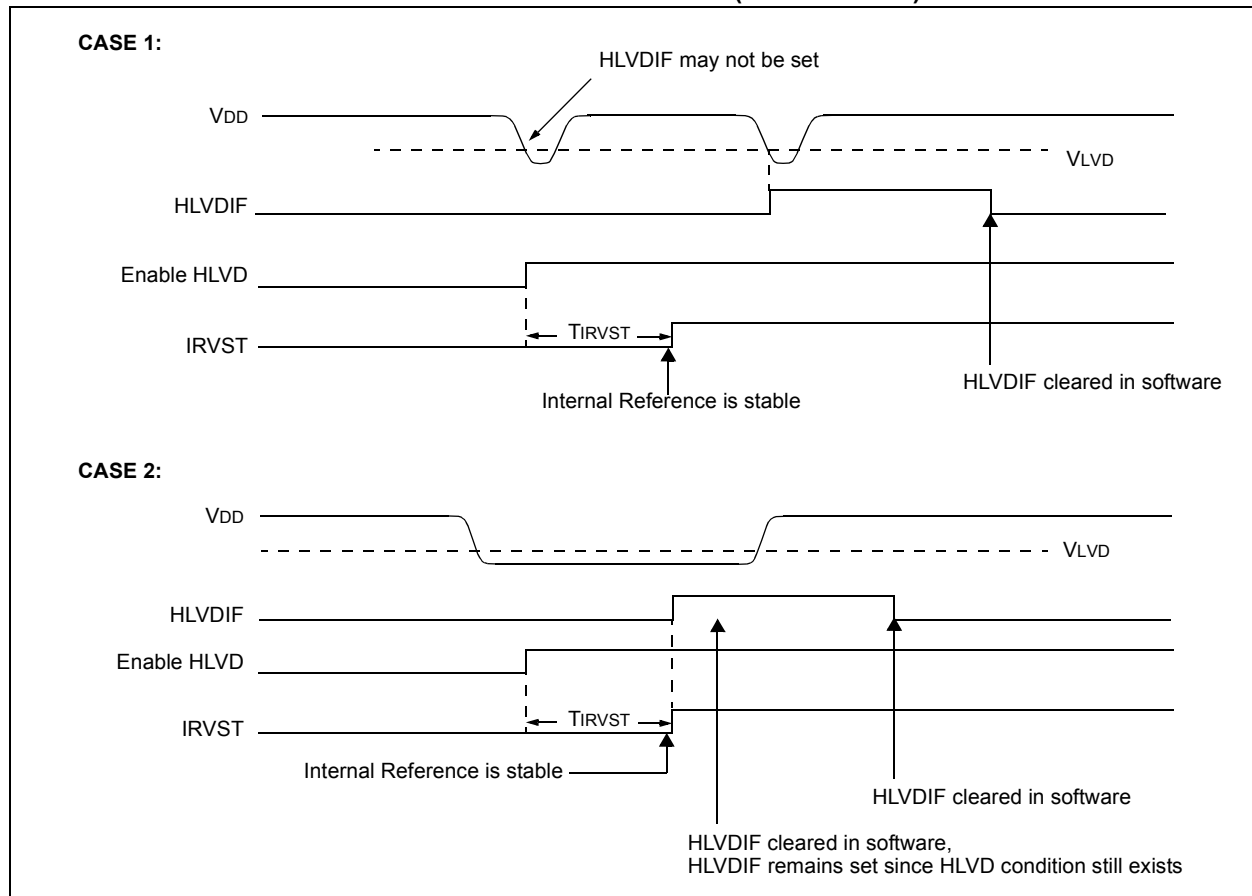 CASE 1:
HLVDIF may not be set
VDD
VLVD
HLVDIF
Enable HLVD
TIRVST
IRVST
HLVDIF cleared in software
Internal Reference is stable
CASE 2:
VDD
VLVD
HLVDIF
Enable HLVD
TIRVST
IRVST
Internal Reference is stable
HLVDIF cleared in software
HLVDIF cleared in software,
HLVDIF remains set since HLVD condition still exists